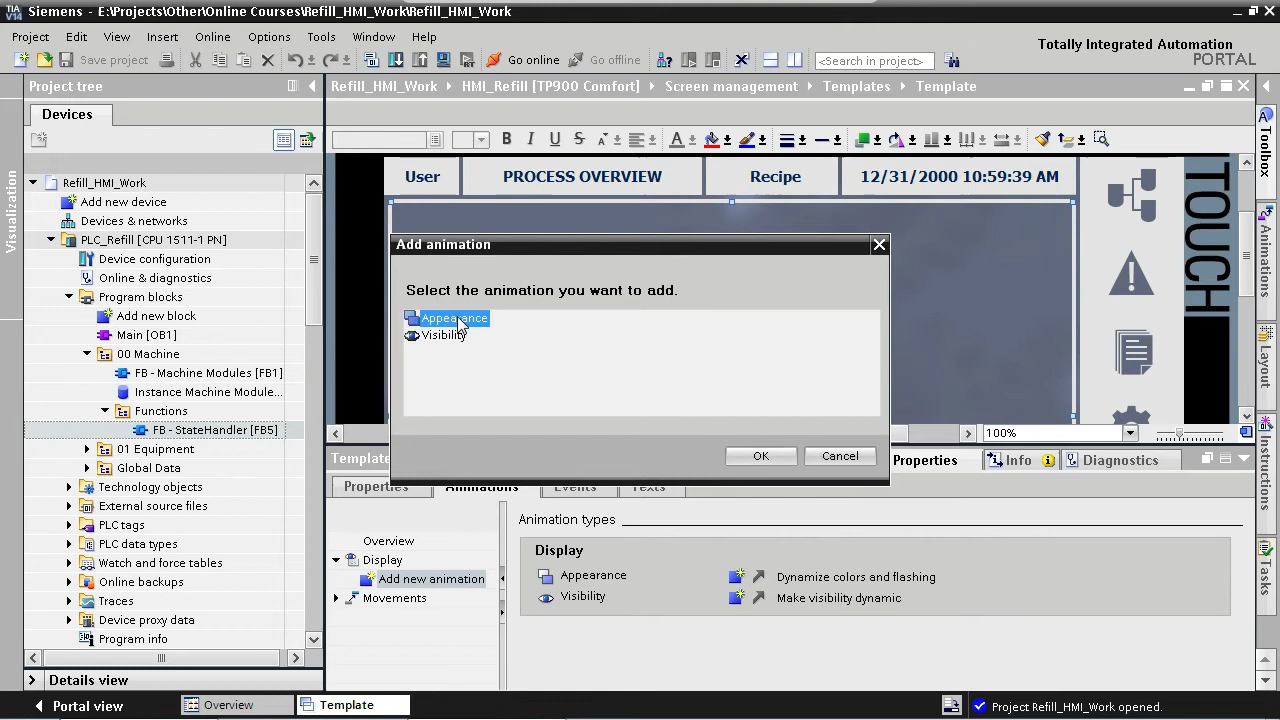 TIA
V14
Siemens - E:\Projects\Other\Online Courses\Refill_HMI_Work\Refill_HMI_Work
Project Edit View Insert Online Options Tools Window Help
Totally Integrated Automation
PORTAL
Save project Go online Go offline <Search in project>
Project tree
Refill_HMI_Work HMI_Refill [TP900 Comfort] Screen management Templates Template
Devices
Visualization
Refill_HMI_Work
Add new device
Devices & networks
PLC_Refill [CPU 1511-1 PN]
Device configuration
Online & diagnostics
Program blocks
Add new block
Main [OB1]
00 Machine
FB - Machine Modules [FB1]
Instance Machine Module...
Functions
FB - StateHandler [FB5]
01 Equipment
Global Data
Technology objects
External source files
PLC tags
PLC data types
Watch and force tables
Online backups
Traces
Device proxy data
Program info
Details view
User PROCESS OVERVIEW Recipe 12/31/2000 10:59:39 AM
TOUCH
Add animation
Select the animation you want to add.
Appearance
Visibility
OK Cancel
100%
Templat
Properties Info Diagnostics
Properties Animations Events Texts
Overview
Display
Add new animation
Movements
Animation types
Display
Appearance Dynamize colors and flashing
Visibility Make visibility dynamic
Toolbox
Animations
Layout
Instructions
Tasks
Portal view Overview Template Project Refill_HMI_Work opened.